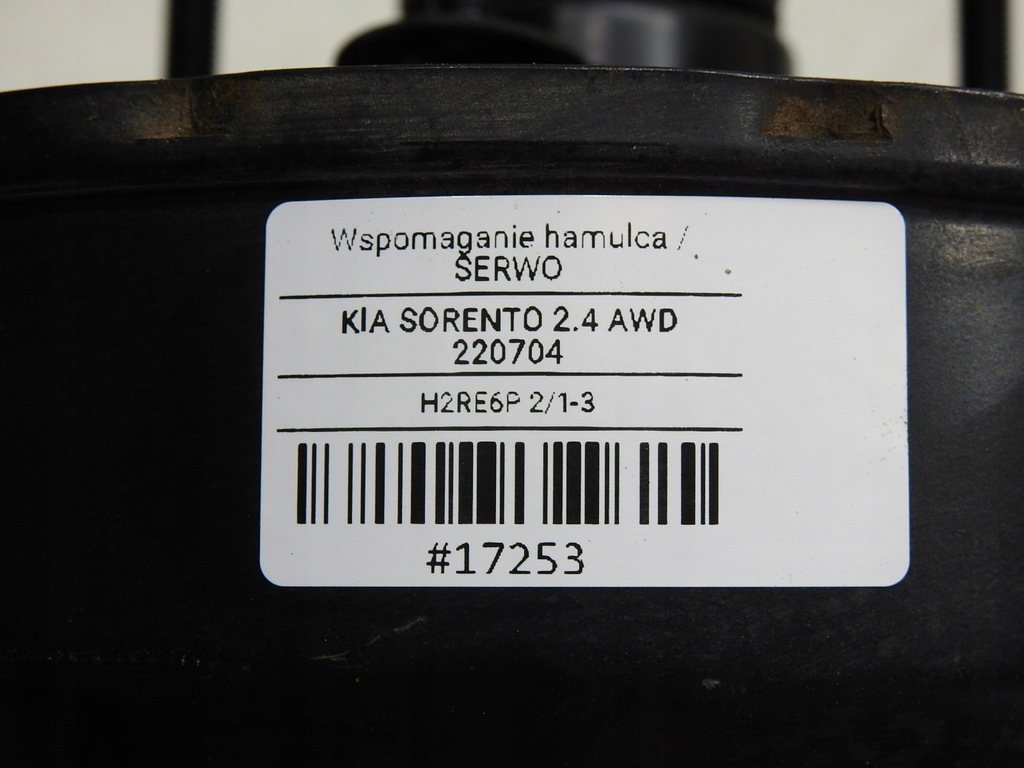 Wspomaganie hamulca /
SERWO
KIA SORENTO 2.4 AWD
220704
H2RE6P 2/1-3
#17253